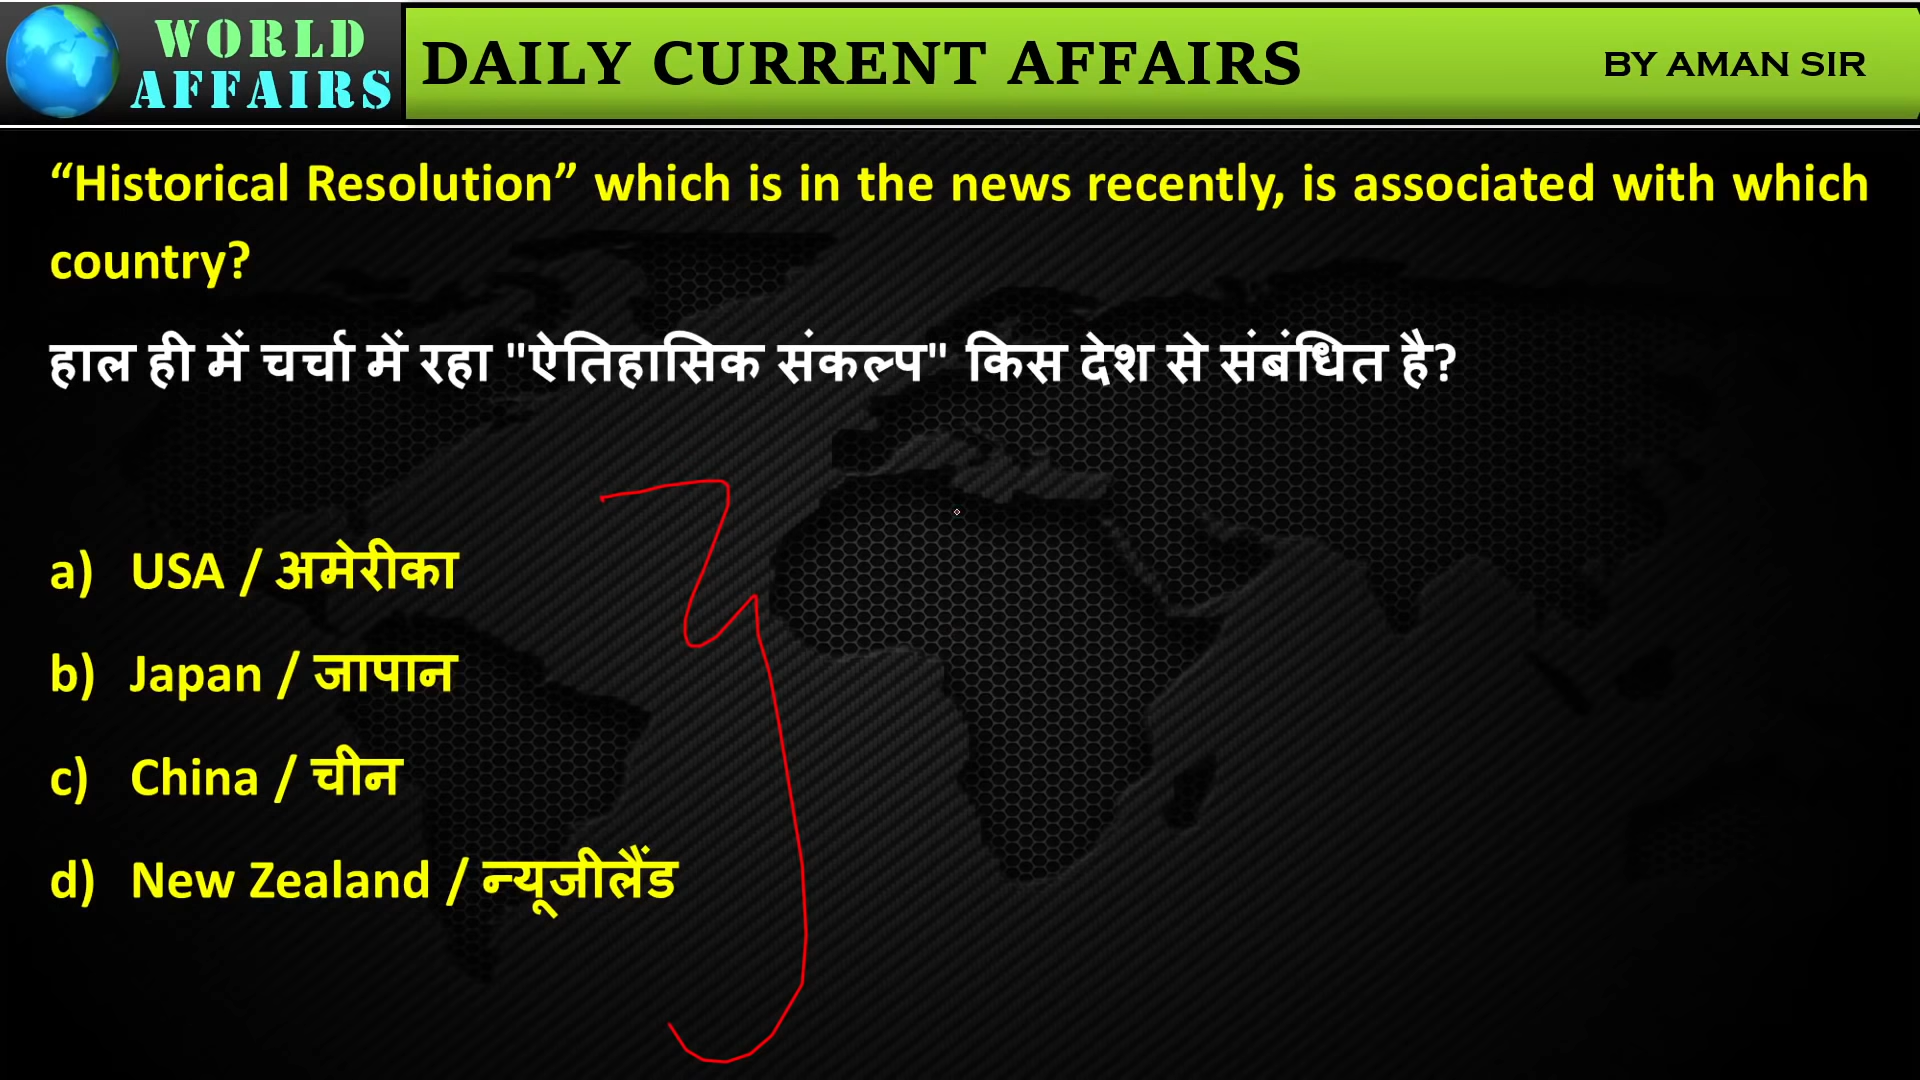 WORLD
AFFAIRS
DAILY CURRENT AFFAIRS
BY AMAN SIR
“Historical Resolution” which is in the news recently, is associated with which
country?
हाल ही में चर्चा में रहा "ऐतिहासिक संकल्प" किस देश से संबंधित है?
a) USA / अमेरीका
b) Japan / जापान
c) China / चीन
d) New Zealand / न्यूजीलैंड